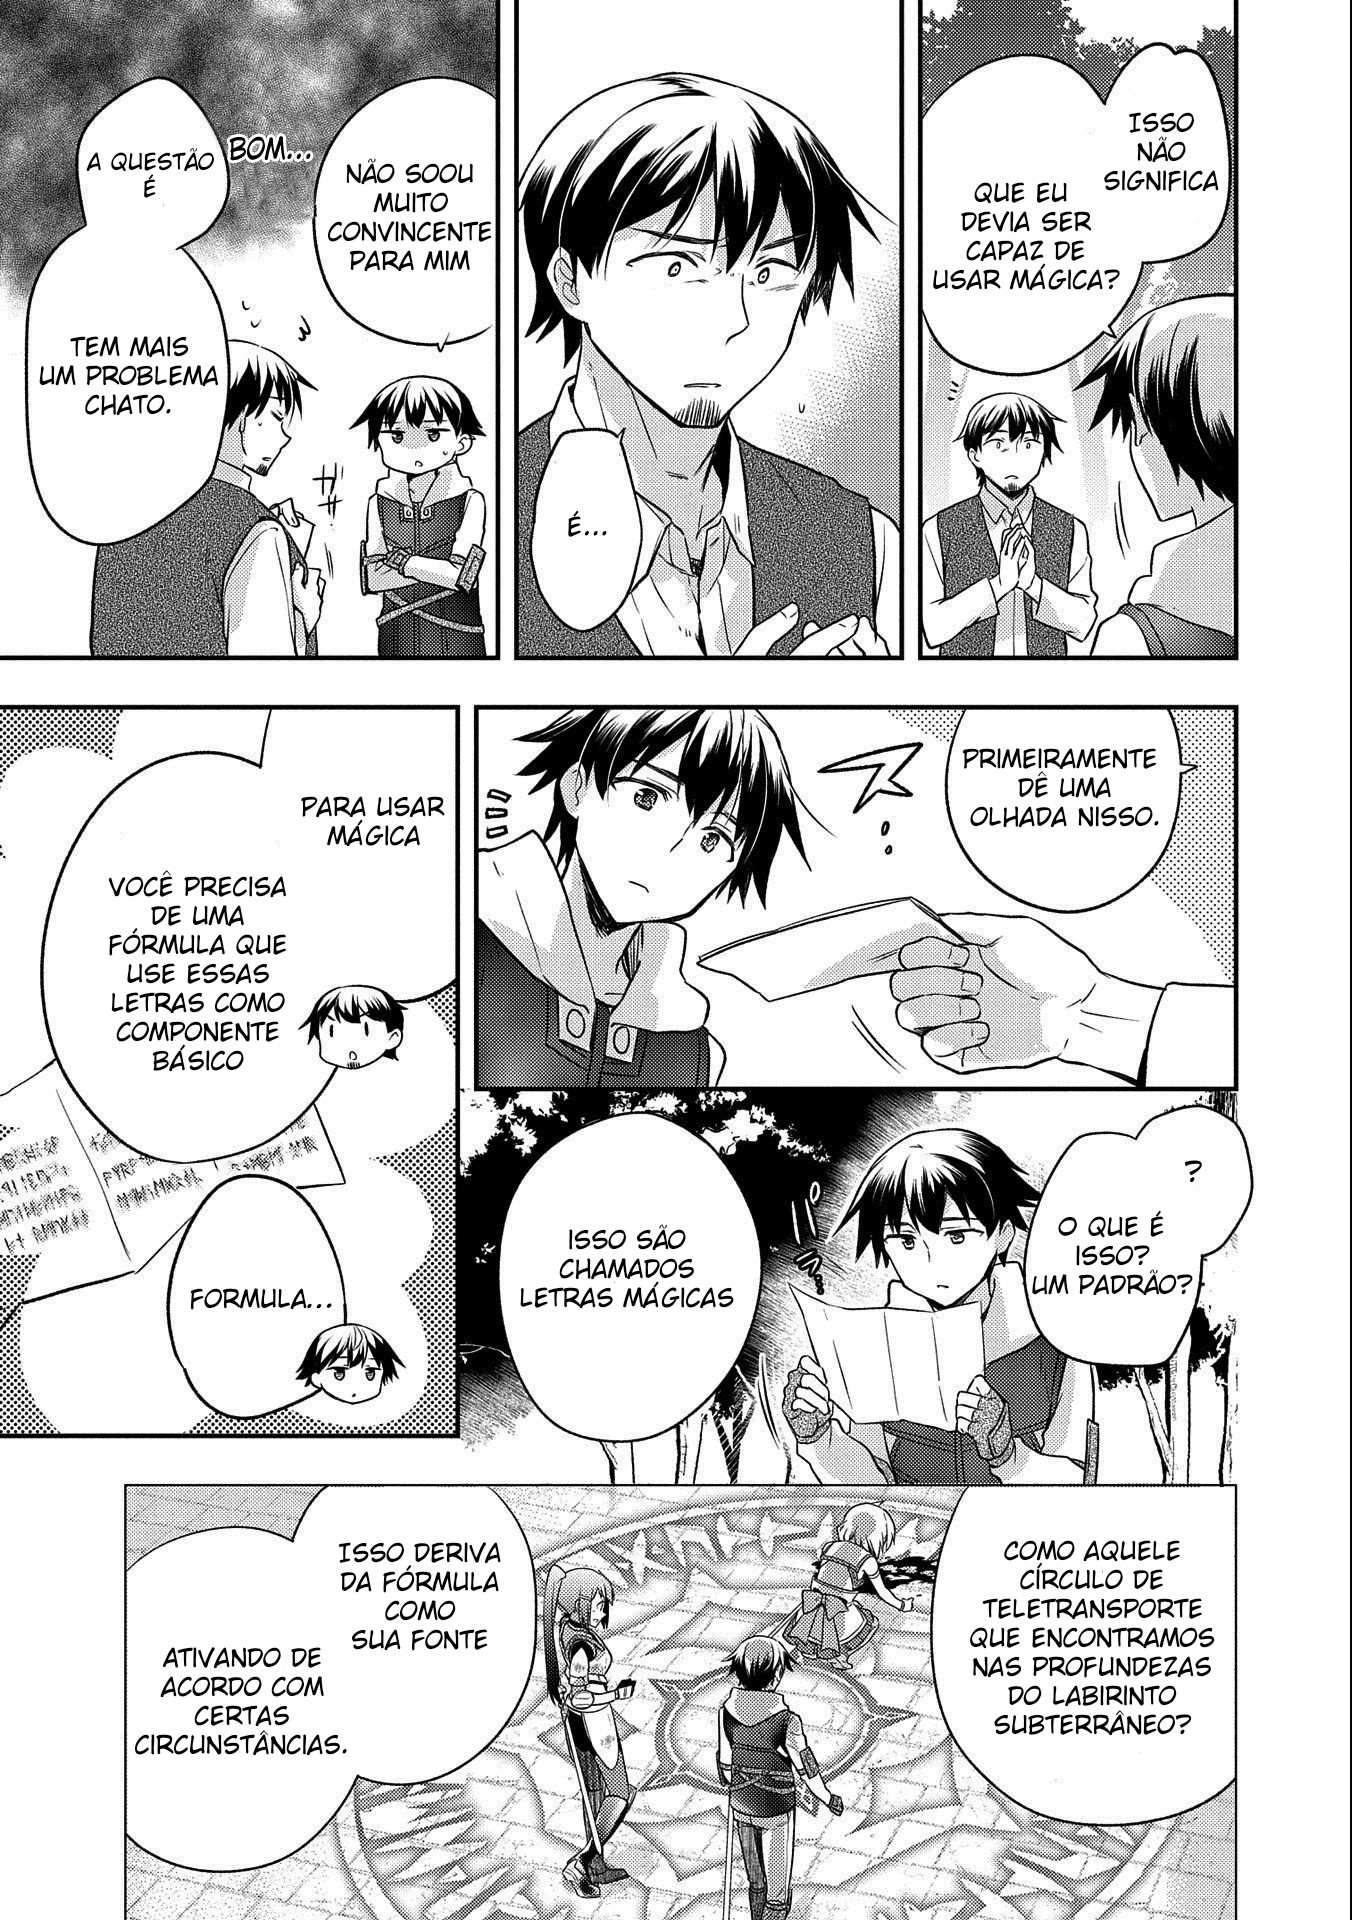 ISSO
NÃO
SIGNIFICA
QUE EU
DEVIA SER
CAPAZ DE
USAR MÁGICA?
É...
NÃO SOOU
MUITO
CONVINCENTE
PARA MIM
BOM...
A QUESTÃO
É
TEM MAIS
UM PROBLEMA
CHATO.
PRIMEIRAMENTE
DÊ UMA
OLHADA NISSO.
?
O QUE É
ISSO?
UM PADRÃO?
ISSO SÃO
CHAMADOS
LETRAS MÁGICAS
PARA USAR
MÁGICA
VOCÊ PRECISA
DE UMA
FÓRMULA QUE
USE ESSAS
LETRAS COMO
COMPONENTE
BÁSICO
FORMULA...
COMO AQUELE
CÍRCULO DE
TELETRANSPORTE
QUE ENCONTRAMOS
NAS PROFUNDEZAS
DO LABIRINTO
SUBTERRÂNEO?
ISSO DERIVA
DA FÓRMULA
COMO
SUA FONTE
ATIVANDO DE
ACORDO COM
CERTAS
CIRCUNSTÂNCIAS.